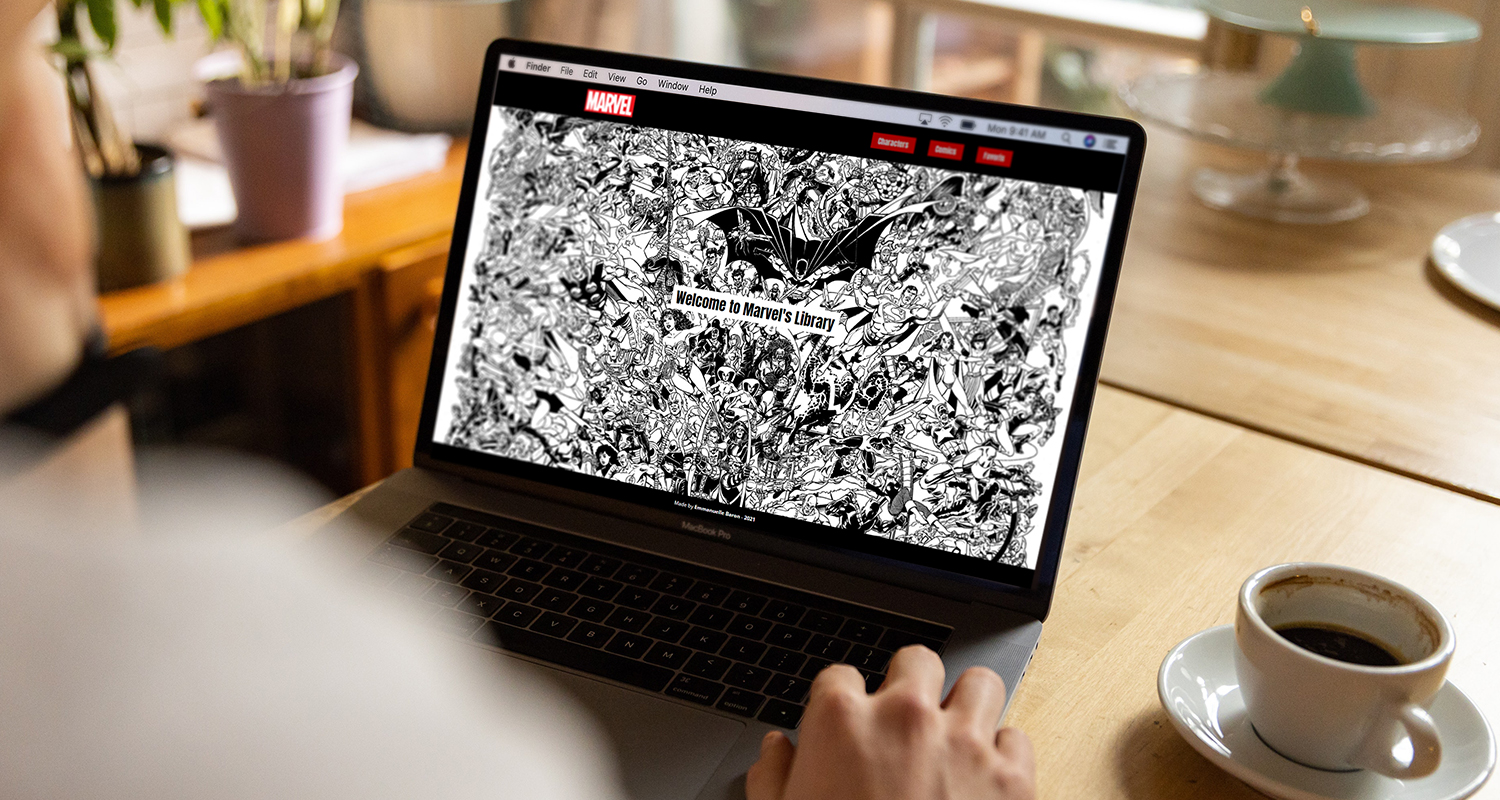 Finder File Edit View Go Window Help
Mon 9:41 AM
MARVEL
Characters
Comics
Favoris
Welcome to Marvel's Library
Made by Emmanuelle Baron - 2021
MacBook Pro
Q W E R T Y U I O P
A S D F G H J K L
Z X C V B N M
command
option